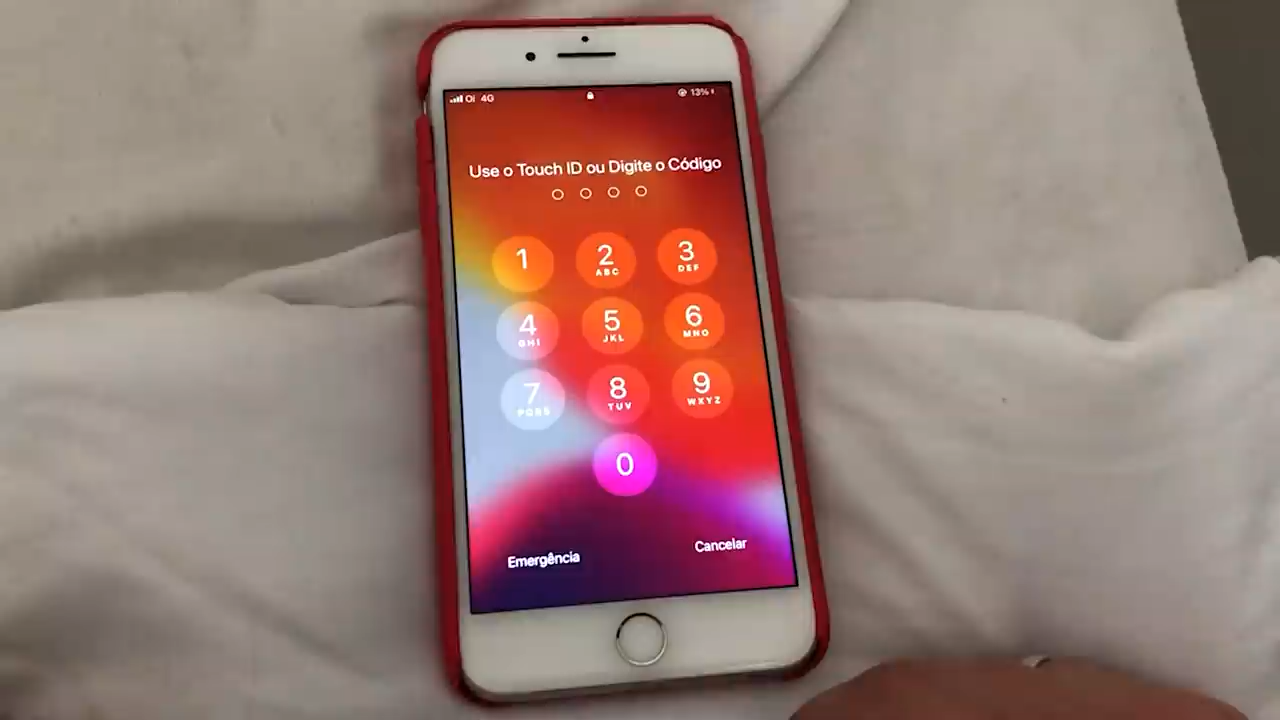 Oi 4G 13%
Use o Touch ID ou Digite o Código
1 2 3
ABC DEF
4 5 6
GHI JKL MNO
7 8 9
PQRS TUV WXYZ
0
Emergência Cancelar